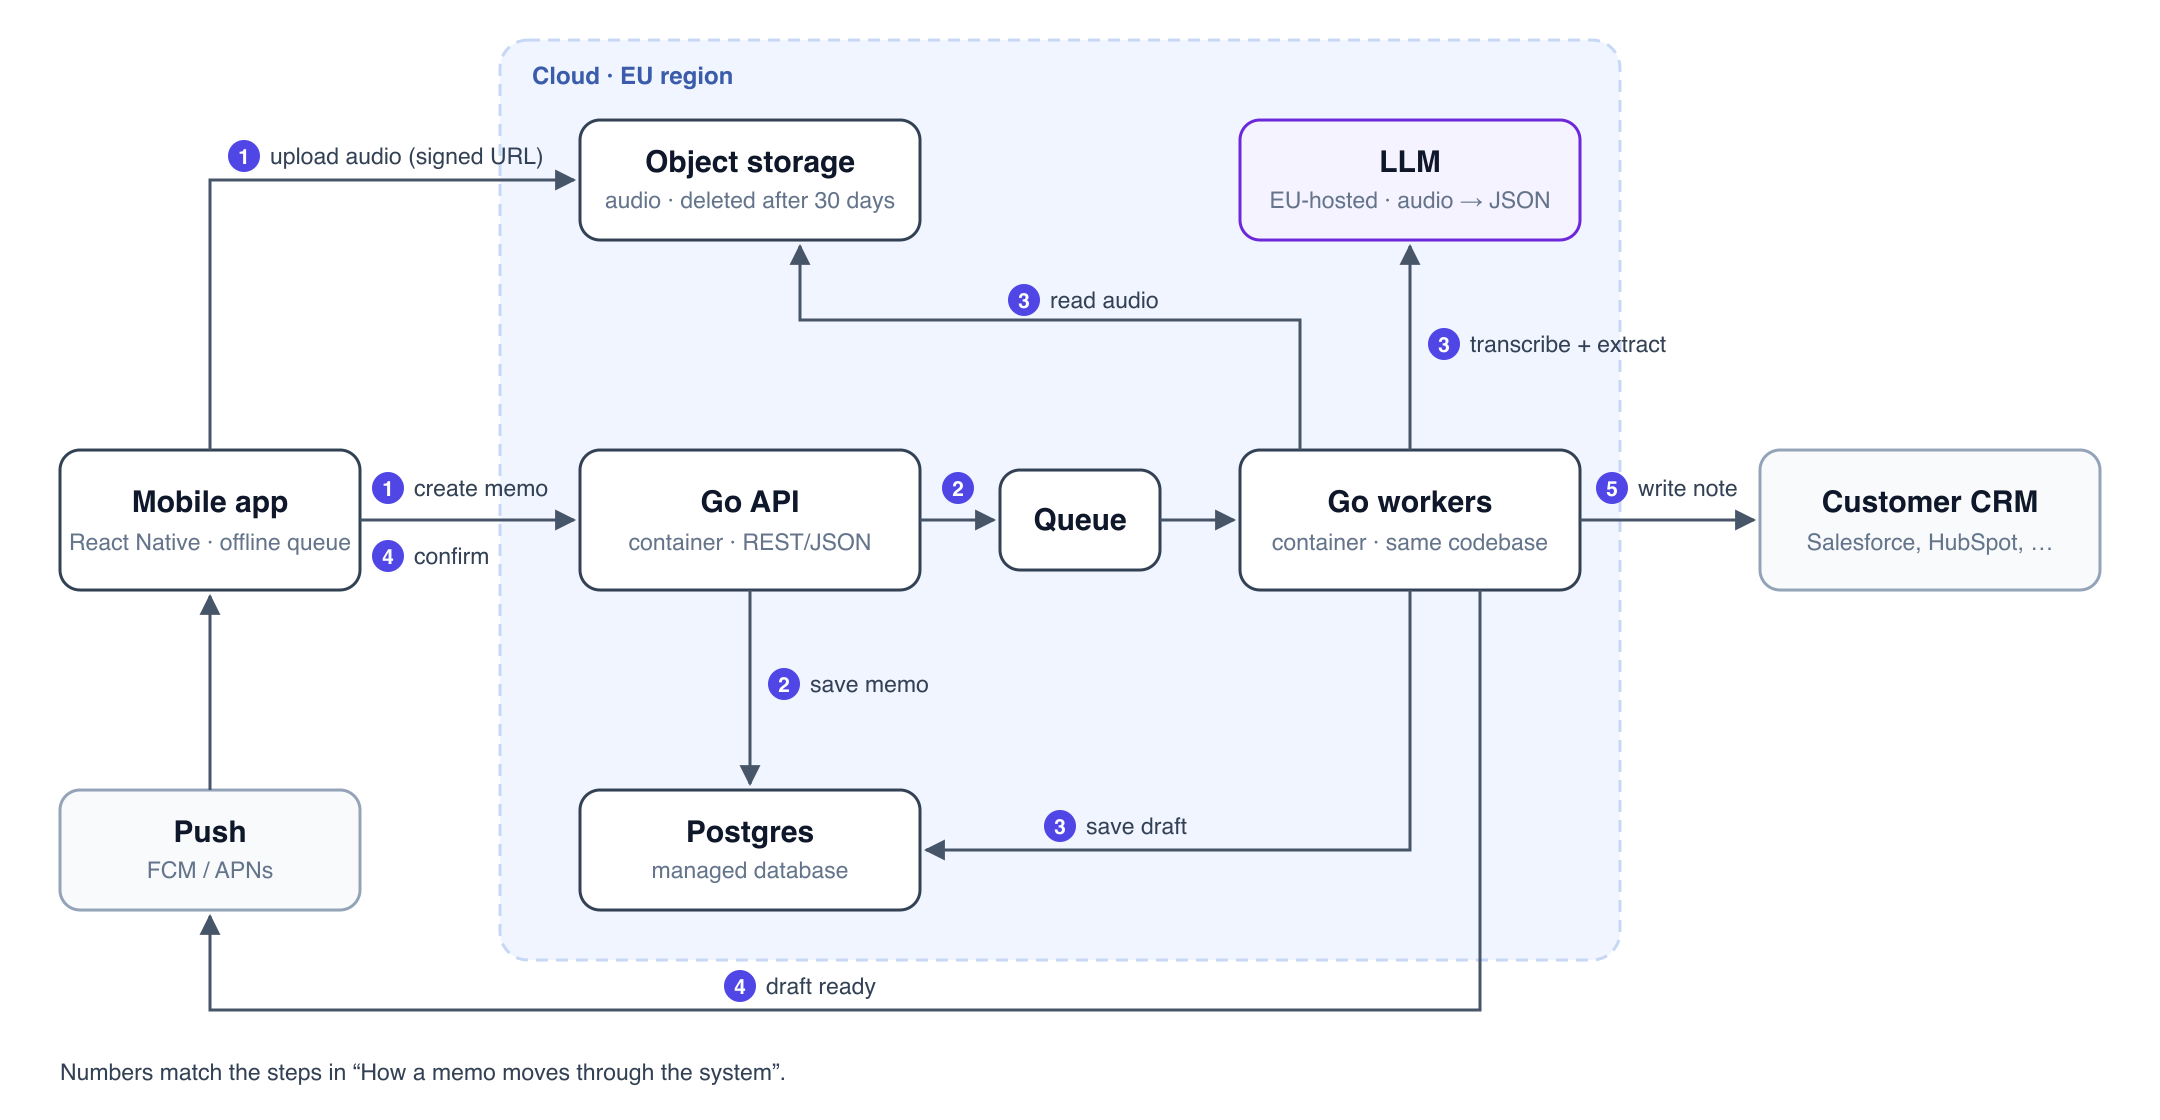 Cloud · EU region
1 upload audio (signed URL)
Object storage
audio · deleted after 30 days
LLM
EU-hosted · audio → JSON
3 read audio
3 transcribe + extract
Mobile app
React Native · offline queue
1 create memo
4 confirm
Go API
container · REST/JSON
2
Queue
Go workers
container · same codebase
5 write note
Customer CRM
Salesforce, HubSpot, …
2 save memo
Push
FCM / APNs
Postgres
managed database
3 save draft
4 draft ready
Numbers match the steps in “How a memo moves through the system”.